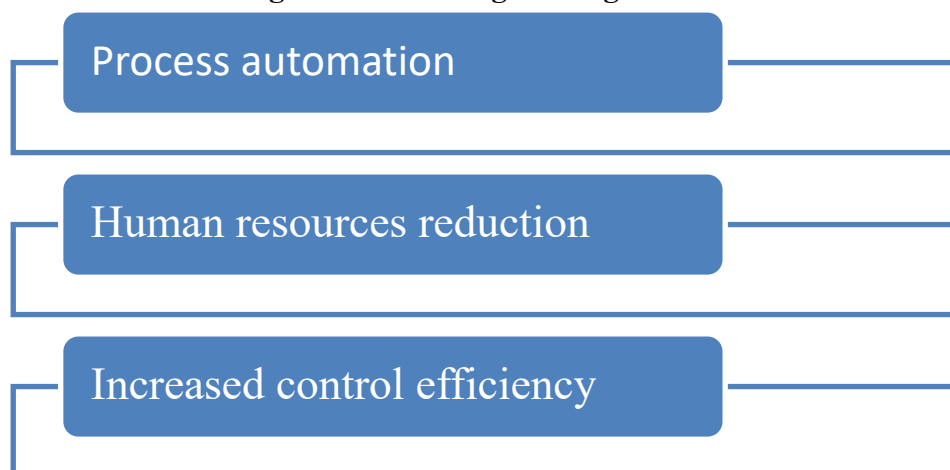 Process automation
Human resources reduction
Increased control efficiency